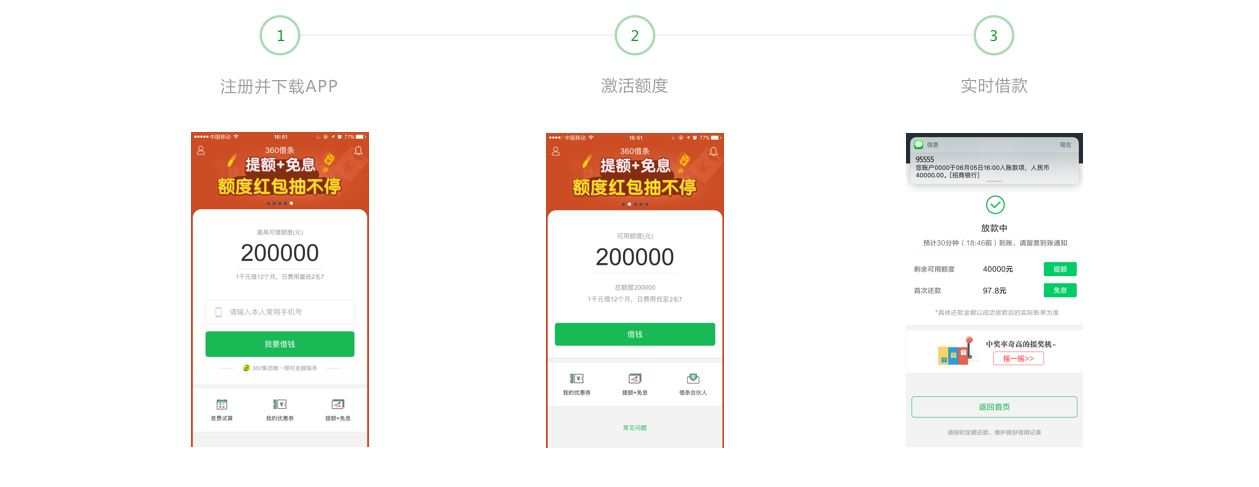 1
2
3
注册并下载APP
激活额度
实时借款
中国移动
16:51
77%
360借条
提额+免息
额度红包抽不停
最高可借额度(元)
200000
1千元借12个月，日费用最低2毛7
请输入本人常用手机号
我要借钱
360集团唯一授权金融服务
息费试算
我的优惠券
提额+免息
中国移动
16:51
77%
360借条
提额+免息
额度红包抽不停
可用额度(元)
200000
总额度200000
1千元借12个月，日费用低至2毛7
借钱
我的优惠券
提额+免息
借条合伙人
常见问题
信息
现在
95555
您账户0000于06月05日16:00入账款项，人民币
40000.00。[招商银行]
放款中
预计30分钟（18:46前）到账，请留意到账通知
剩余可用额度
40000元
提额
首次还款
97.8元
免息
*具体还款金额以成功放款后的实际账单为准
中奖率奇高的摇奖机~
摇一摇>>
返回首页
请按时足额还款，维护良好信用记录